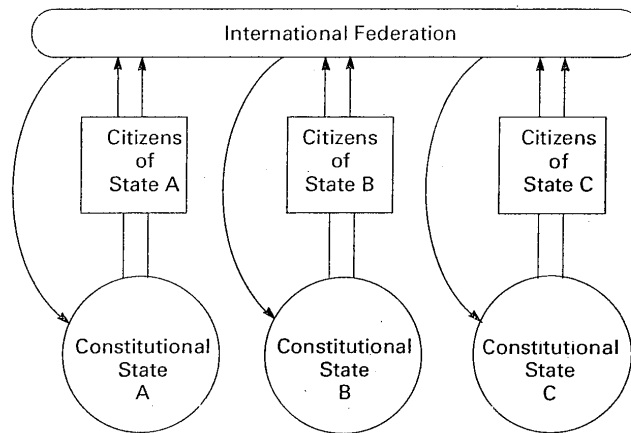 International Federation
Citizens
of
State A
Citizens
of
State B
Citizens
of
State C
Constitutional
State
A
Constitutional
State
B
Constitutional
State
C